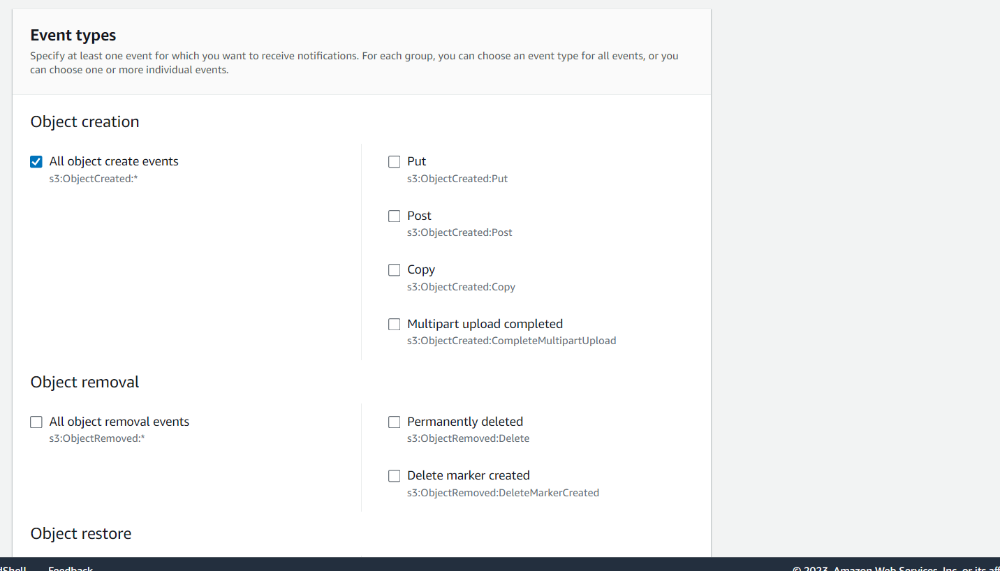 Event types
Specify at least one event for which you want to receive notifications. For each group, you can choose an event type for all events, or you
can choose one or more individual events.
Object creation
All object create events
s3:ObjectCreated:*
Put
s3:ObjectCreated:Put
Post
s3:ObjectCreated:Post
Copy
s3:ObjectCreated:Copy
Multipart upload completed
s3:ObjectCreated:CompleteMultipartUpload
Object removal
All object removal events
s3:ObjectRemoved:*
Permanently deleted
s3:ObjectRemoved:Delete
Delete marker created
s3:ObjectRemoved:DeleteMarkerCreated
Object restore
dShell Feedback © 2023, Amazon Web Services, Inc. or its aff